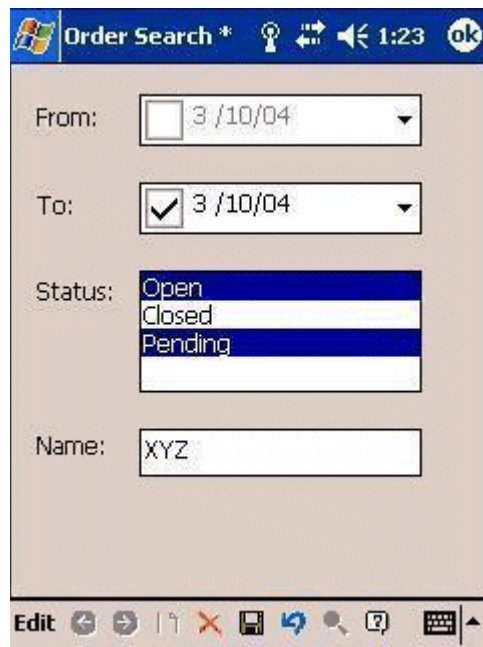 Order Search * 1:23 ok
From: 3 /10/04
To: 3 /10/04
Status: Open
Closed
Pending
Name: XYZ
Edit